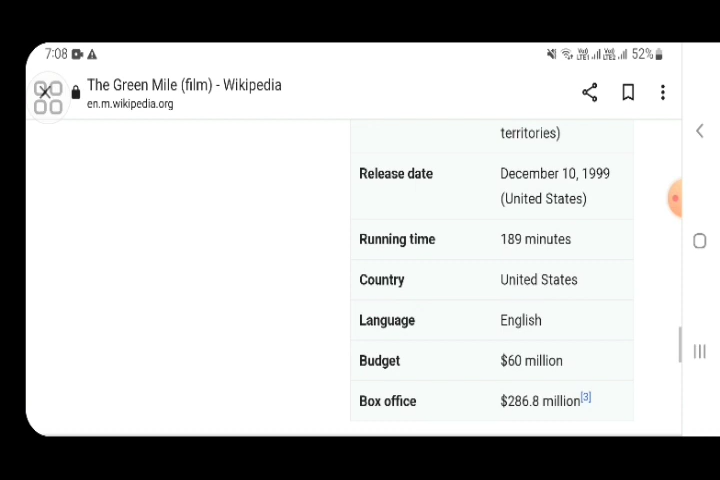 7:08
52%
The Green Mile (film) - Wikipedia
en.m.wikipedia.org
territories)
Release date December 10, 1999
(United States)
Running time 189 minutes
Country United States
Language English
Budget $60 million
Box office $286.8 million[3]